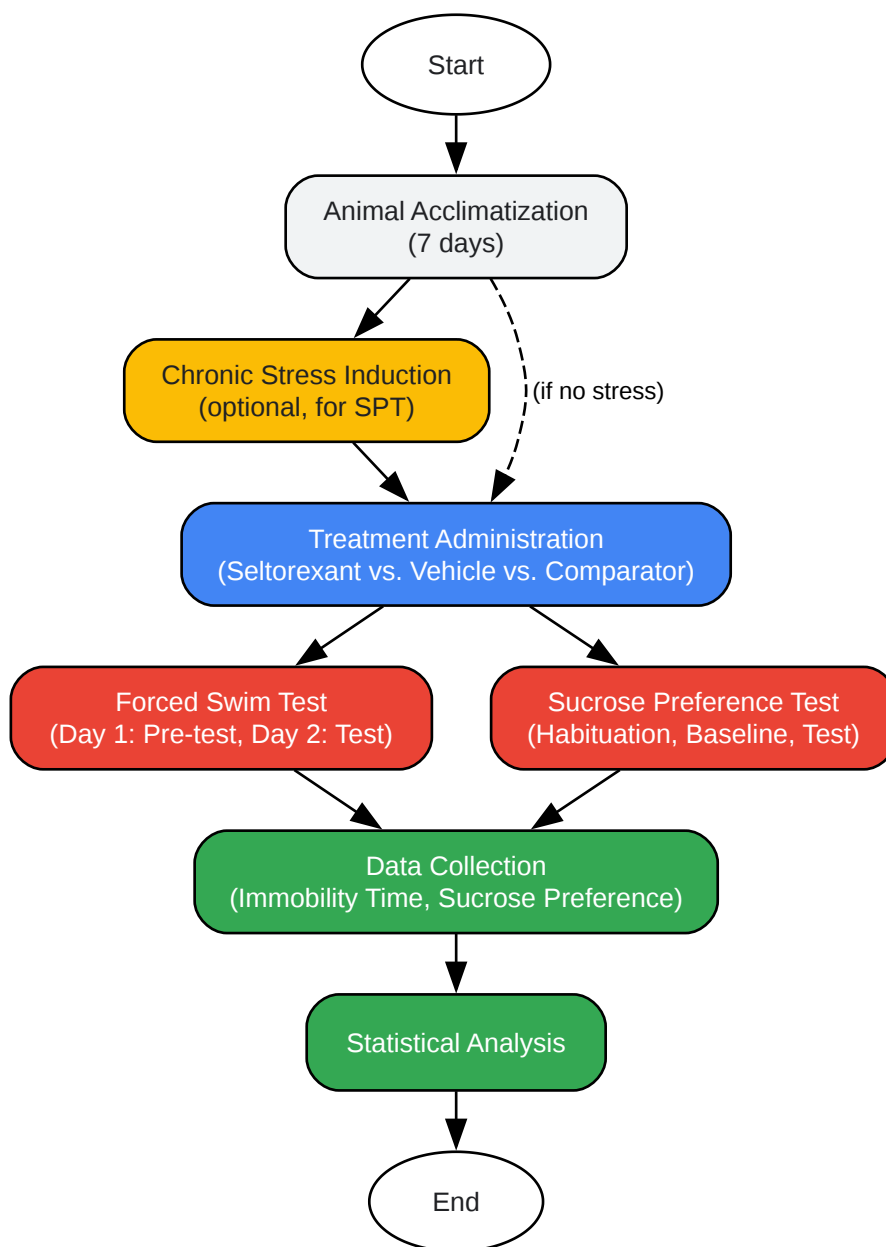 Start
Animal Acclimatization
(7 days)
Chronic Stress Induction
(optional, for SPT)
(if no stress)
Treatment Administration
(Seltorexant vs. Vehicle vs. Comparator)
Forced Swim Test
(Day 1: Pre-test, Day 2: Test)
Sucrose Preference Test
(Habituation, Baseline, Test)
Data Collection
(Immobility Time, Sucrose Preference)
Statistical Analysis
End